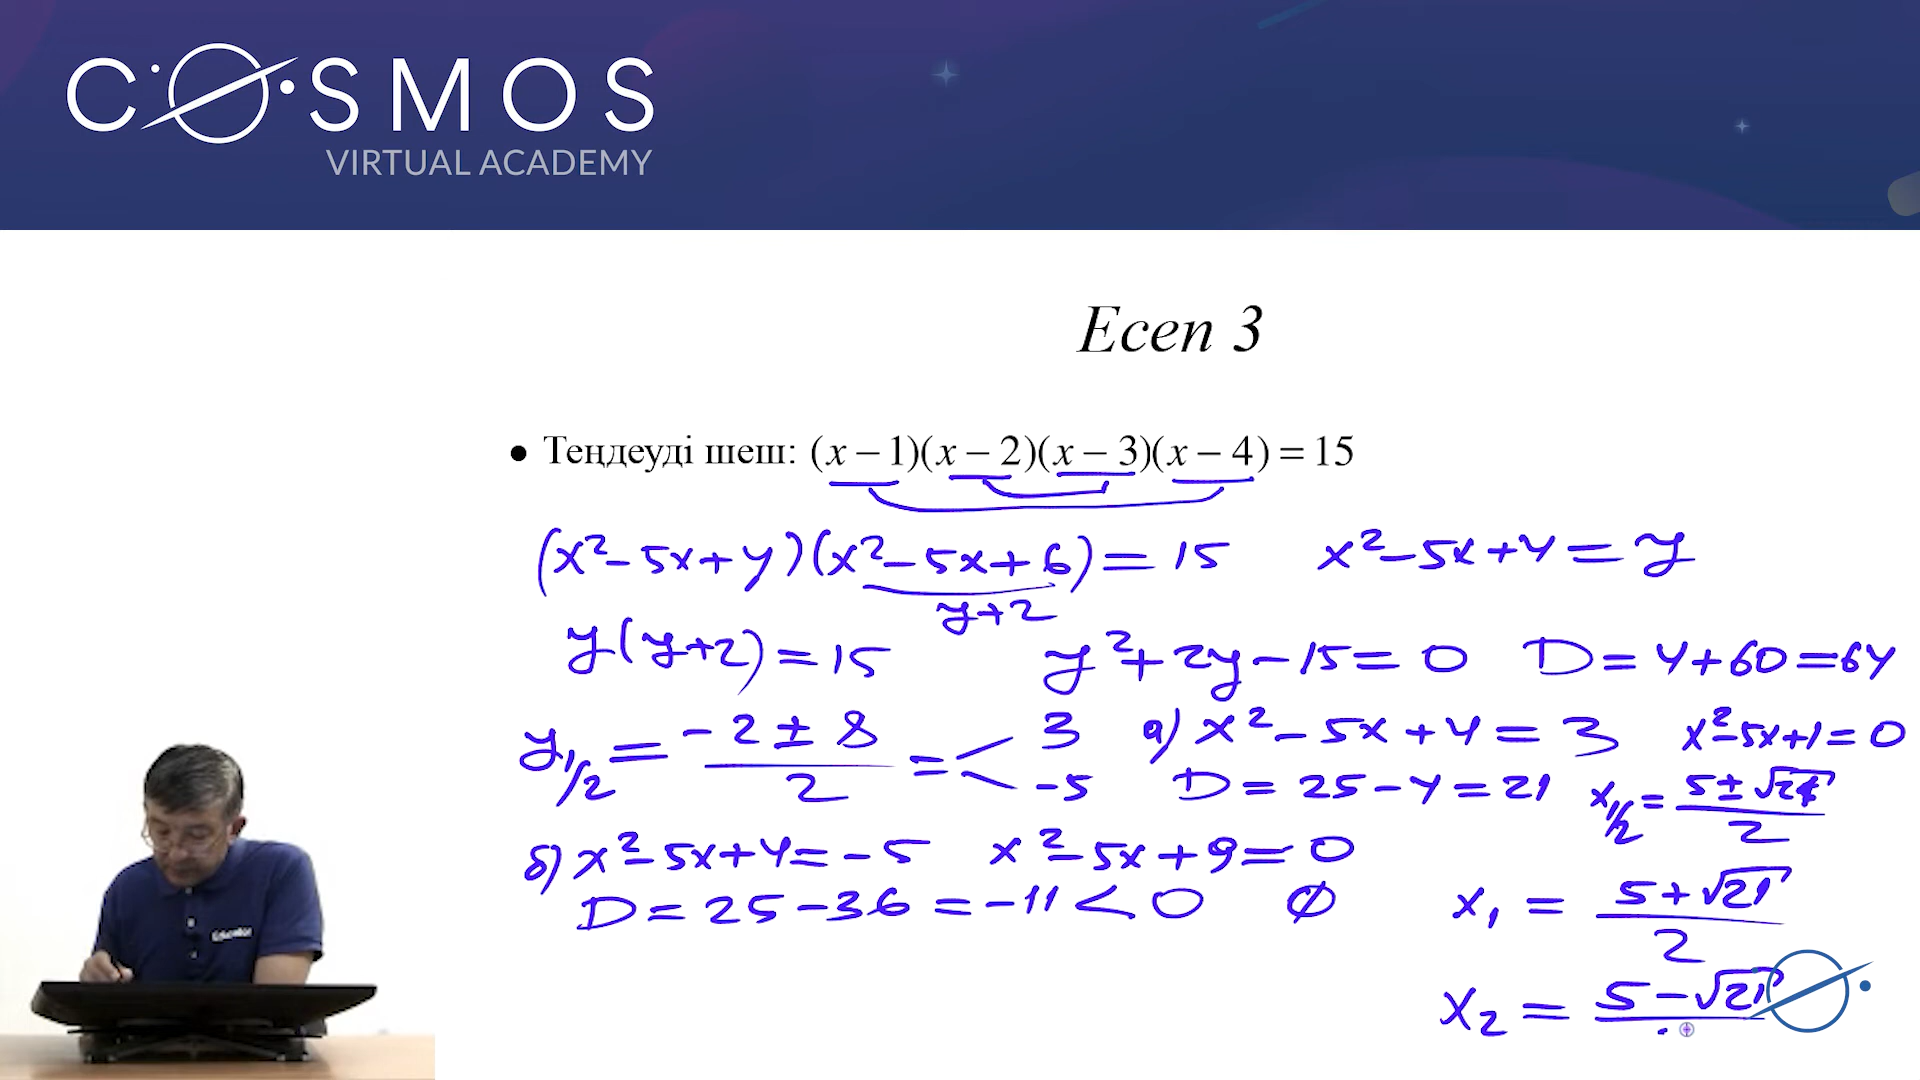 COSMOS
VIRTUAL ACADEMY
Есеп 3
• Теңдеуді шеш: (x − 1)(x − 2)(x − 3)(x − 4) = 15
(x²−5x+4)(x²−5x+6)=15 x²−5x+4=y
y+2
y(y+2)=15 y²+2y−15=0 D=4+60=64
y1/2 = (−2±8)/2 = < 3 −5 а) x²−5x+4=3 x²−5x+1=0
D=25−4=21 x1/2 = (5±√21)/2
б) x²−5x+4=−5 x²−5x+9=0
D=25−36=−11<0 ∅
x1 = (5+√21)/2
x2 = (5−√21)/